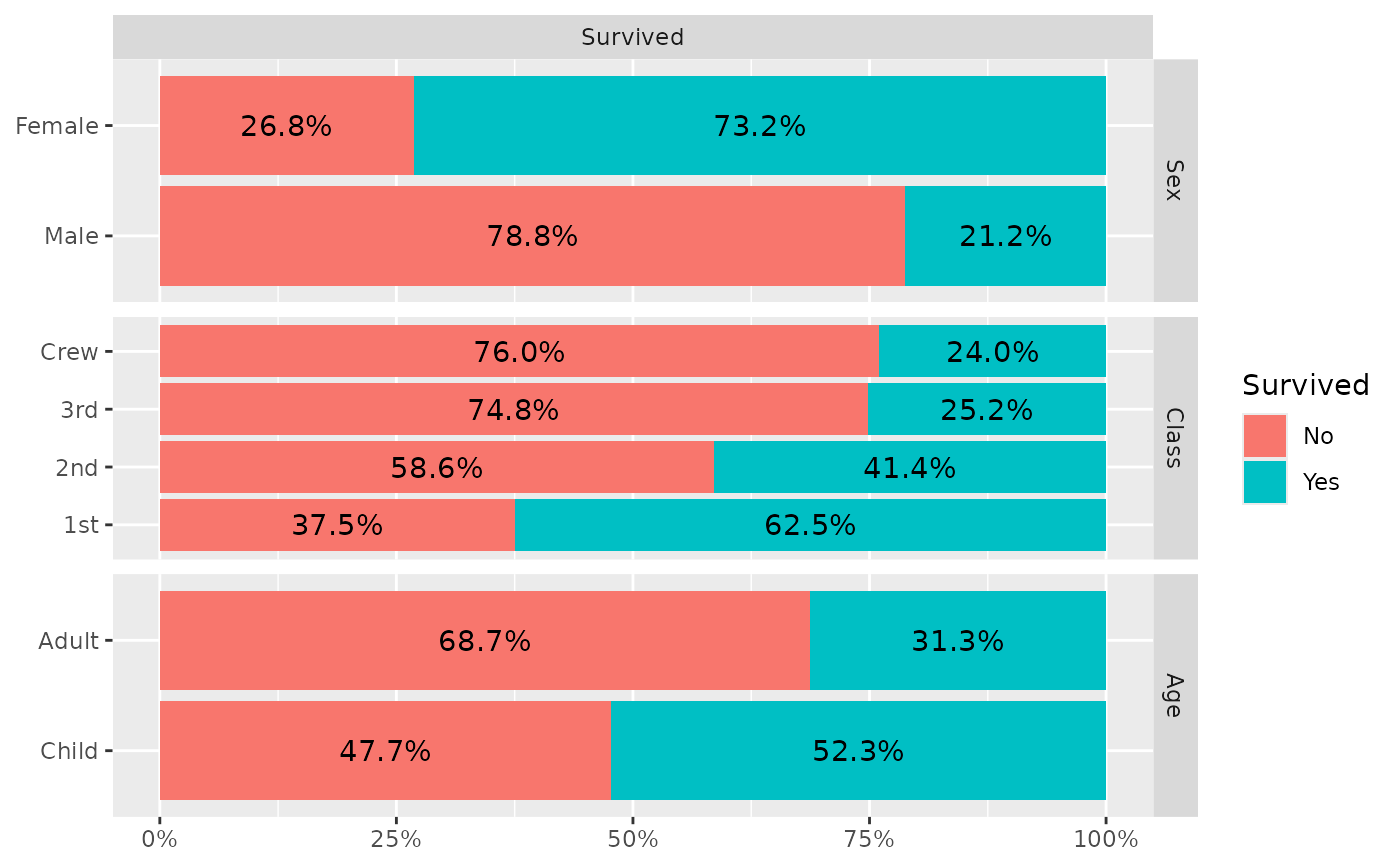 Survived
Female 26.8% 73.2%
Sex
Male 78.8% 21.2%
Crew 76.0% 24.0%
3rd 74.8% 25.2%
Class
2nd 58.6% 41.4%
1st 37.5% 62.5%
Adult 68.7% 31.3%
Age
Child 47.7% 52.3%
0% 25% 50% 75% 100%
Survived
No
Yes